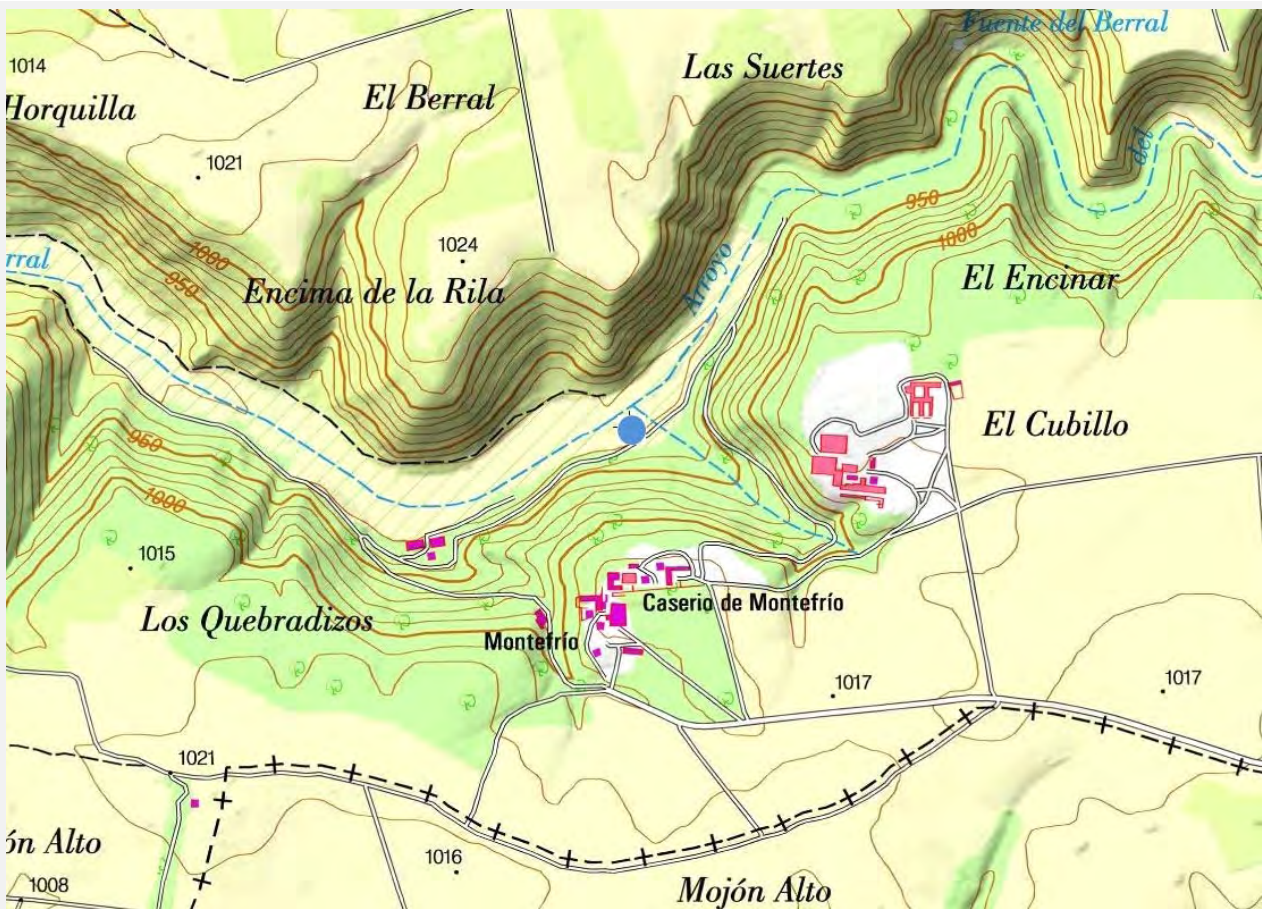 Fuente del Berral
1014
Horquilla
El Berral
Las Suertes
1021
950
del
1000
1024
1000
rral
950
Encima de la Rila
Arroyo
El Encinar
El Cubillo
950
1000
1015
Los Quebradizos
Caserio de Montefrío
Montefrío
1017
1017
1021
ón Alto
1016
1008
Mojón Alto